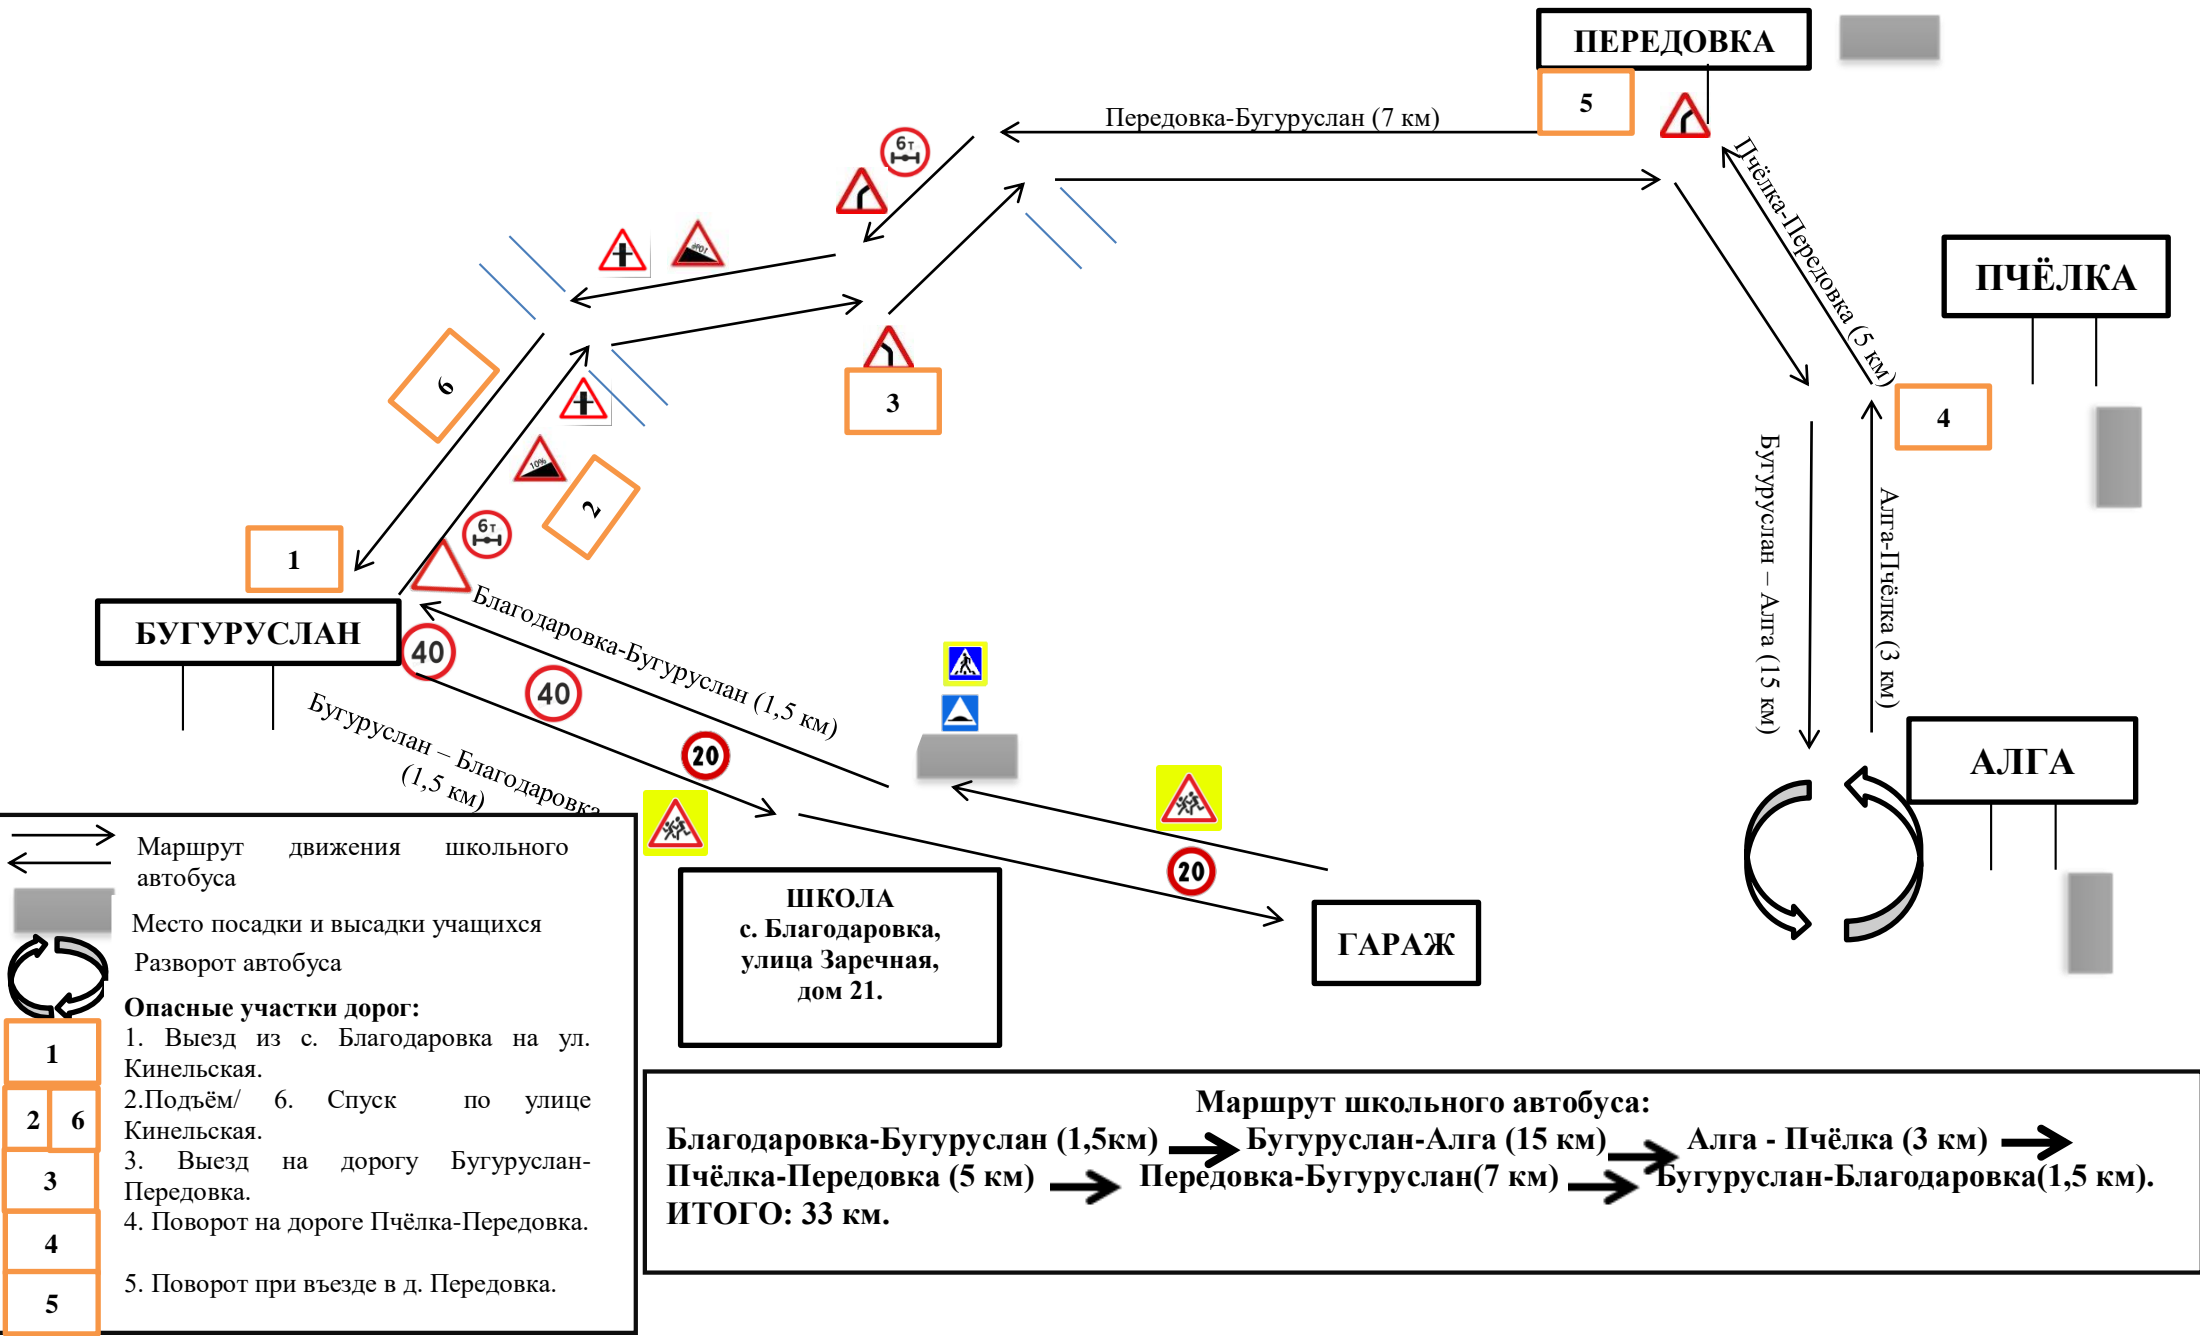 ПЕРЕДОВКА
5
Передовка-Бугуруслан (7 км)
6т
Пчёлка-Передовка (5 км)
ПЧЁЛКА
10%
6
3
4
10%
2
6т
1
Бугуруслан – Алга (15 км)
Алга-Пчёлка (3 км)
БУГУРУСЛАН
40
Благодаровка-Бугуруслан (1,5 км)
40
Бугуруслан – Благодаровка
(1,5 км)
20
АЛГА
20
ШКОЛА
с. Благодаровка,
улица Заречная,
дом 21.
ГАРАЖ
Маршрут движения школьного
автобуса
Место посадки и высадки учащихся
Разворот автобуса
Опасные участки дорог:
1
1. Выезд из с. Благодаровка на ул.
Кинельская.
2 6
2.Подъём/ 6. Спуск по улице
Кинельская.
3
3. Выезд на дорогу Бугуруслан-
Передовка.
4
4. Поворот на дороге Пчёлка-Передовка.
5
5. Поворот при въезде в д. Передовка.
Маршрут школьного автобуса:
Благодаровка-Бугуруслан (1,5км) Бугуруслан-Алга (15 км) Алга - Пчёлка (3 км)
Пчёлка-Передовка (5 км) Передовка-Бугуруслан(7 км) Бугуруслан-Благодаровка(1,5 км).
ИТОГО: 33 км.